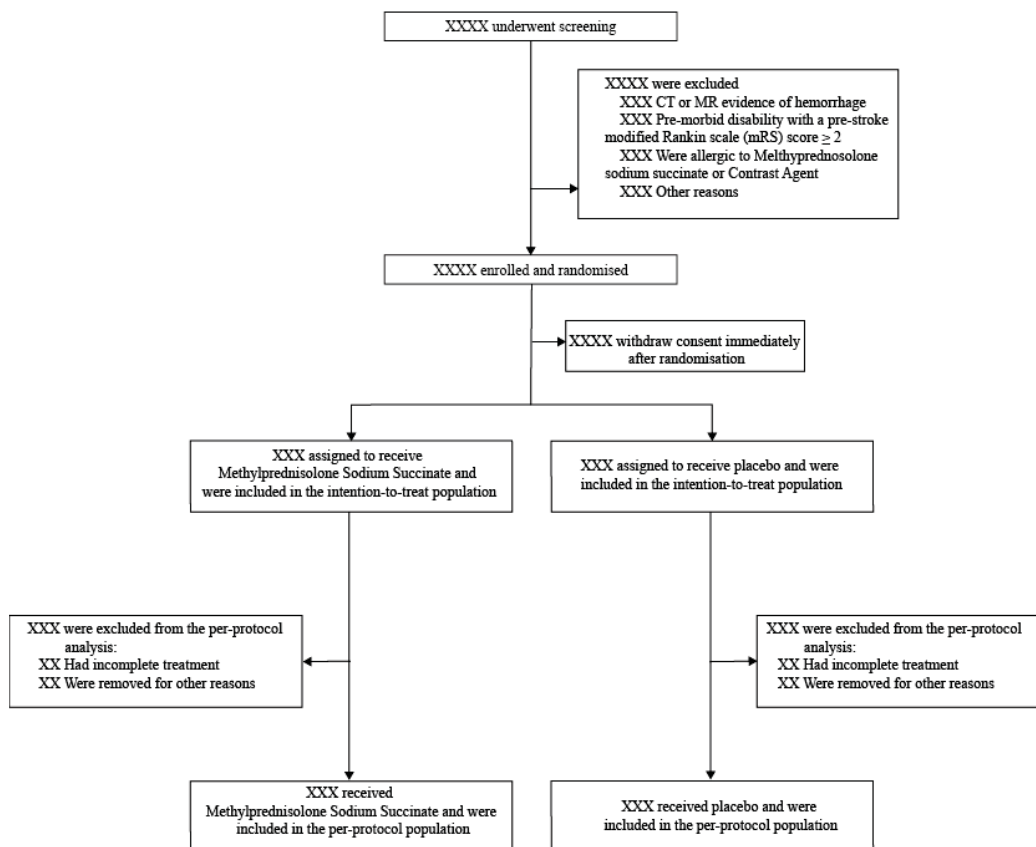 XXXX underwent screening
XXXX were excluded
XXX CT or MR evidence of hemorrhage
XXX Pre-morbid disability with a pre-stroke
modified Rankin scale (mRS) score ≥ 2
XXX Were allergic to Melthyprednosolone
sodium succinate or Contrast Agent
XXX Other reasons
XXXX enrolled and randomised
XXXX withdraw consent immediately
after randomisation
XXX assigned to receive
Methylprednisolone Sodium Succinate and
were included in the intention-to-treat population
XXX assigned to receive placebo and were
included in the intention-to-treat population
XXX were excluded from the per-protocol
analysis:
XX Had incomplete treatment
XX Were removed for other reasons
XXX were excluded from the per-protocol
analysis:
XX Had incomplete treatment
XX Were removed for other reasons
XXX received
Methylprednisolone Sodium Succinate and were
included in the per-protocol population
XXX received placebo and were
included in the per-protocol population